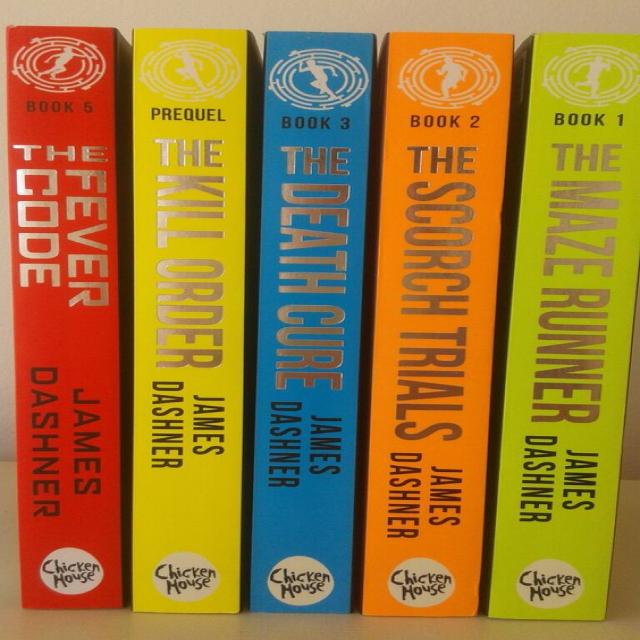 BOOK 5
THE FEVER
CODE
JAMES
DASHNER
Chicken
House
PREQUEL
THE
KILL ORDER
JAMES
DASHNER
Chicken
House
BOOK 3
THE
DEATH CURE
JAMES
DASHNER
Chicken
House
BOOK 2
THE
SCORCH TRIALS
JAMES
DASHNER
Chicken
House
BOOK 1
THE
MAZE RUNNER
JAMES
DASHNER
Chicken
House